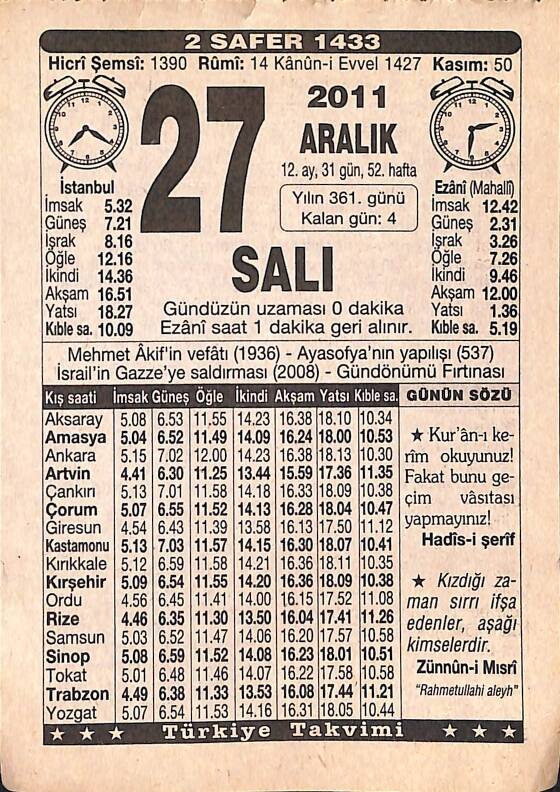 2 SAFER 1433
Hicrî Şemsî: 1390 Rûmî: 14 Kânûn-i Evvel 1427 Kasım: 50
27
2011
ARALIK
12. ay, 31 gün, 52. hafta
Yılın 361. günü
Kalan gün: 4
SALI
Gündüzün uzaması 0 dakika
Ezânî saat 1 dakika geri alınır.
İstanbul
İmsak 5.32
Güneş 7.21
İşrak 8.16
Öğle 12.16
İkindi 14.36
Akşam 16.51
Yatsı 18.27
Kıble sa. 10.09
Ezânî (Mahallî)
İmsak 12.42
Güneş 2.31
İşrak 3.26
Öğle 7.26
İkindi 9.46
Akşam 12.00
Yatsı 1.36
Kıble sa. 5.19
Mehmet Âkif'in vefâtı (1936) - Ayasofya'nın yapılışı (537)
İsrail'in Gazze'ye saldırması (2008) - Gündönümü Fırtınası
Kış saati İmsak Güneş Öğle İkindi Akşam Yatsı Kıble sa.
Aksaray 5.08 6.53 11.55 14.23 16.38 18.10 10.34
Amasya 5.04 6.52 11.49 14.09 16.24 18.00 10.53
Ankara 5.15 7.02 12.00 14.23 16.38 18.13 10.30
Artvin 4.41 6.30 11.25 13.44 15.59 17.36 11.35
Çankırı 5.13 7.01 11.58 14.18 16.33 18.09 10.38
Çorum 5.07 6.55 11.52 14.13 16.28 18.04 10.47
Giresun 4.54 6.43 11.39 13.58 16.13 17.50 11.12
Kastamonu 5.13 7.03 11.57 14.15 16.30 18.07 10.41
Kırıkkale 5.12 6.59 11.58 14.21 16.36 18.11 10.35
Kırşehir 5.09 6.54 11.55 14.20 16.36 18.09 10.38
Ordu 4.56 6.45 11.41 14.00 16.15 17.52 11.08
Rize 4.46 6.35 11.30 13.50 16.04 17.41 11.26
Samsun 5.03 6.52 11.47 14.06 16.20 17.57 10.58
Sinop 5.08 6.59 11.52 14.08 16.23 18.01 10.51
Tokat 5.01 6.48 11.46 14.07 16.22 17.58 10.58
Trabzon 4.49 6.38 11.33 13.53 16.08 17.44 11.21
Yozgat 5.07 6.54 11.53 14.16 16.31 18.05 10.44
GÜNÜN SÖZÜ
★ Kur'ân-ı ke-
rîm okuyunuz!
Fakat bunu ge-
çim vâsıtası
yapmayınız!
Hadîs-i şerîf
★ Kızdığı za-
man sırrı ifşa
edenler, aşağı
kimselerdir.
Zünnûn-i Mısrî
"Rahmetullahi aleyh"
★ ★ ★ Türkiye Takvimi ★ ★ ★